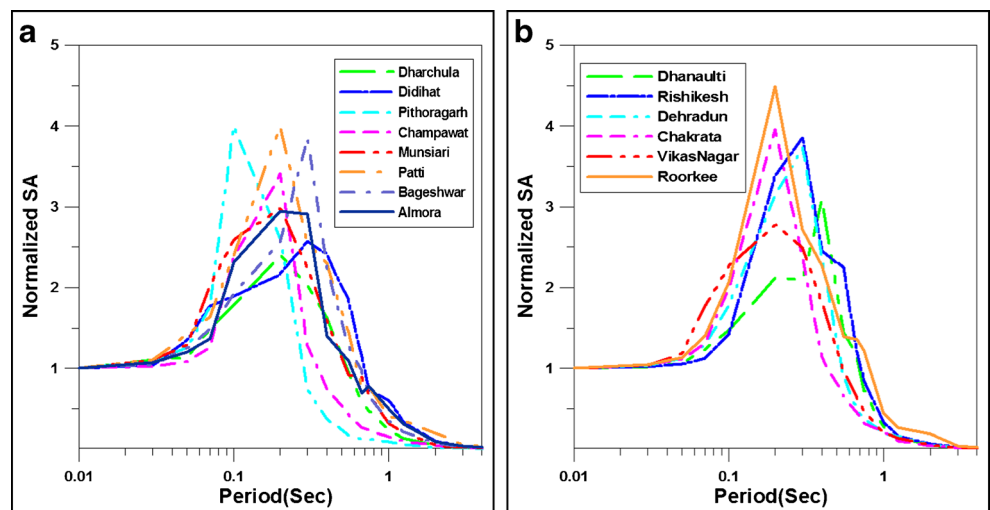 a
5
4
3
2
1
Normalized SA
0.01
0.1
1
Period(Sec)
Dharchula
Didihat
Pithoragarh
Champawat
Munsiari
Patti
Bageshwar
Almora
b
5
4
3
2
1
Normalized SA
0.01
0.1
1
Period(Sec)
Dhanaulti
Rishikesh
Dehradun
Chakrata
VikasNagar
Roorkee